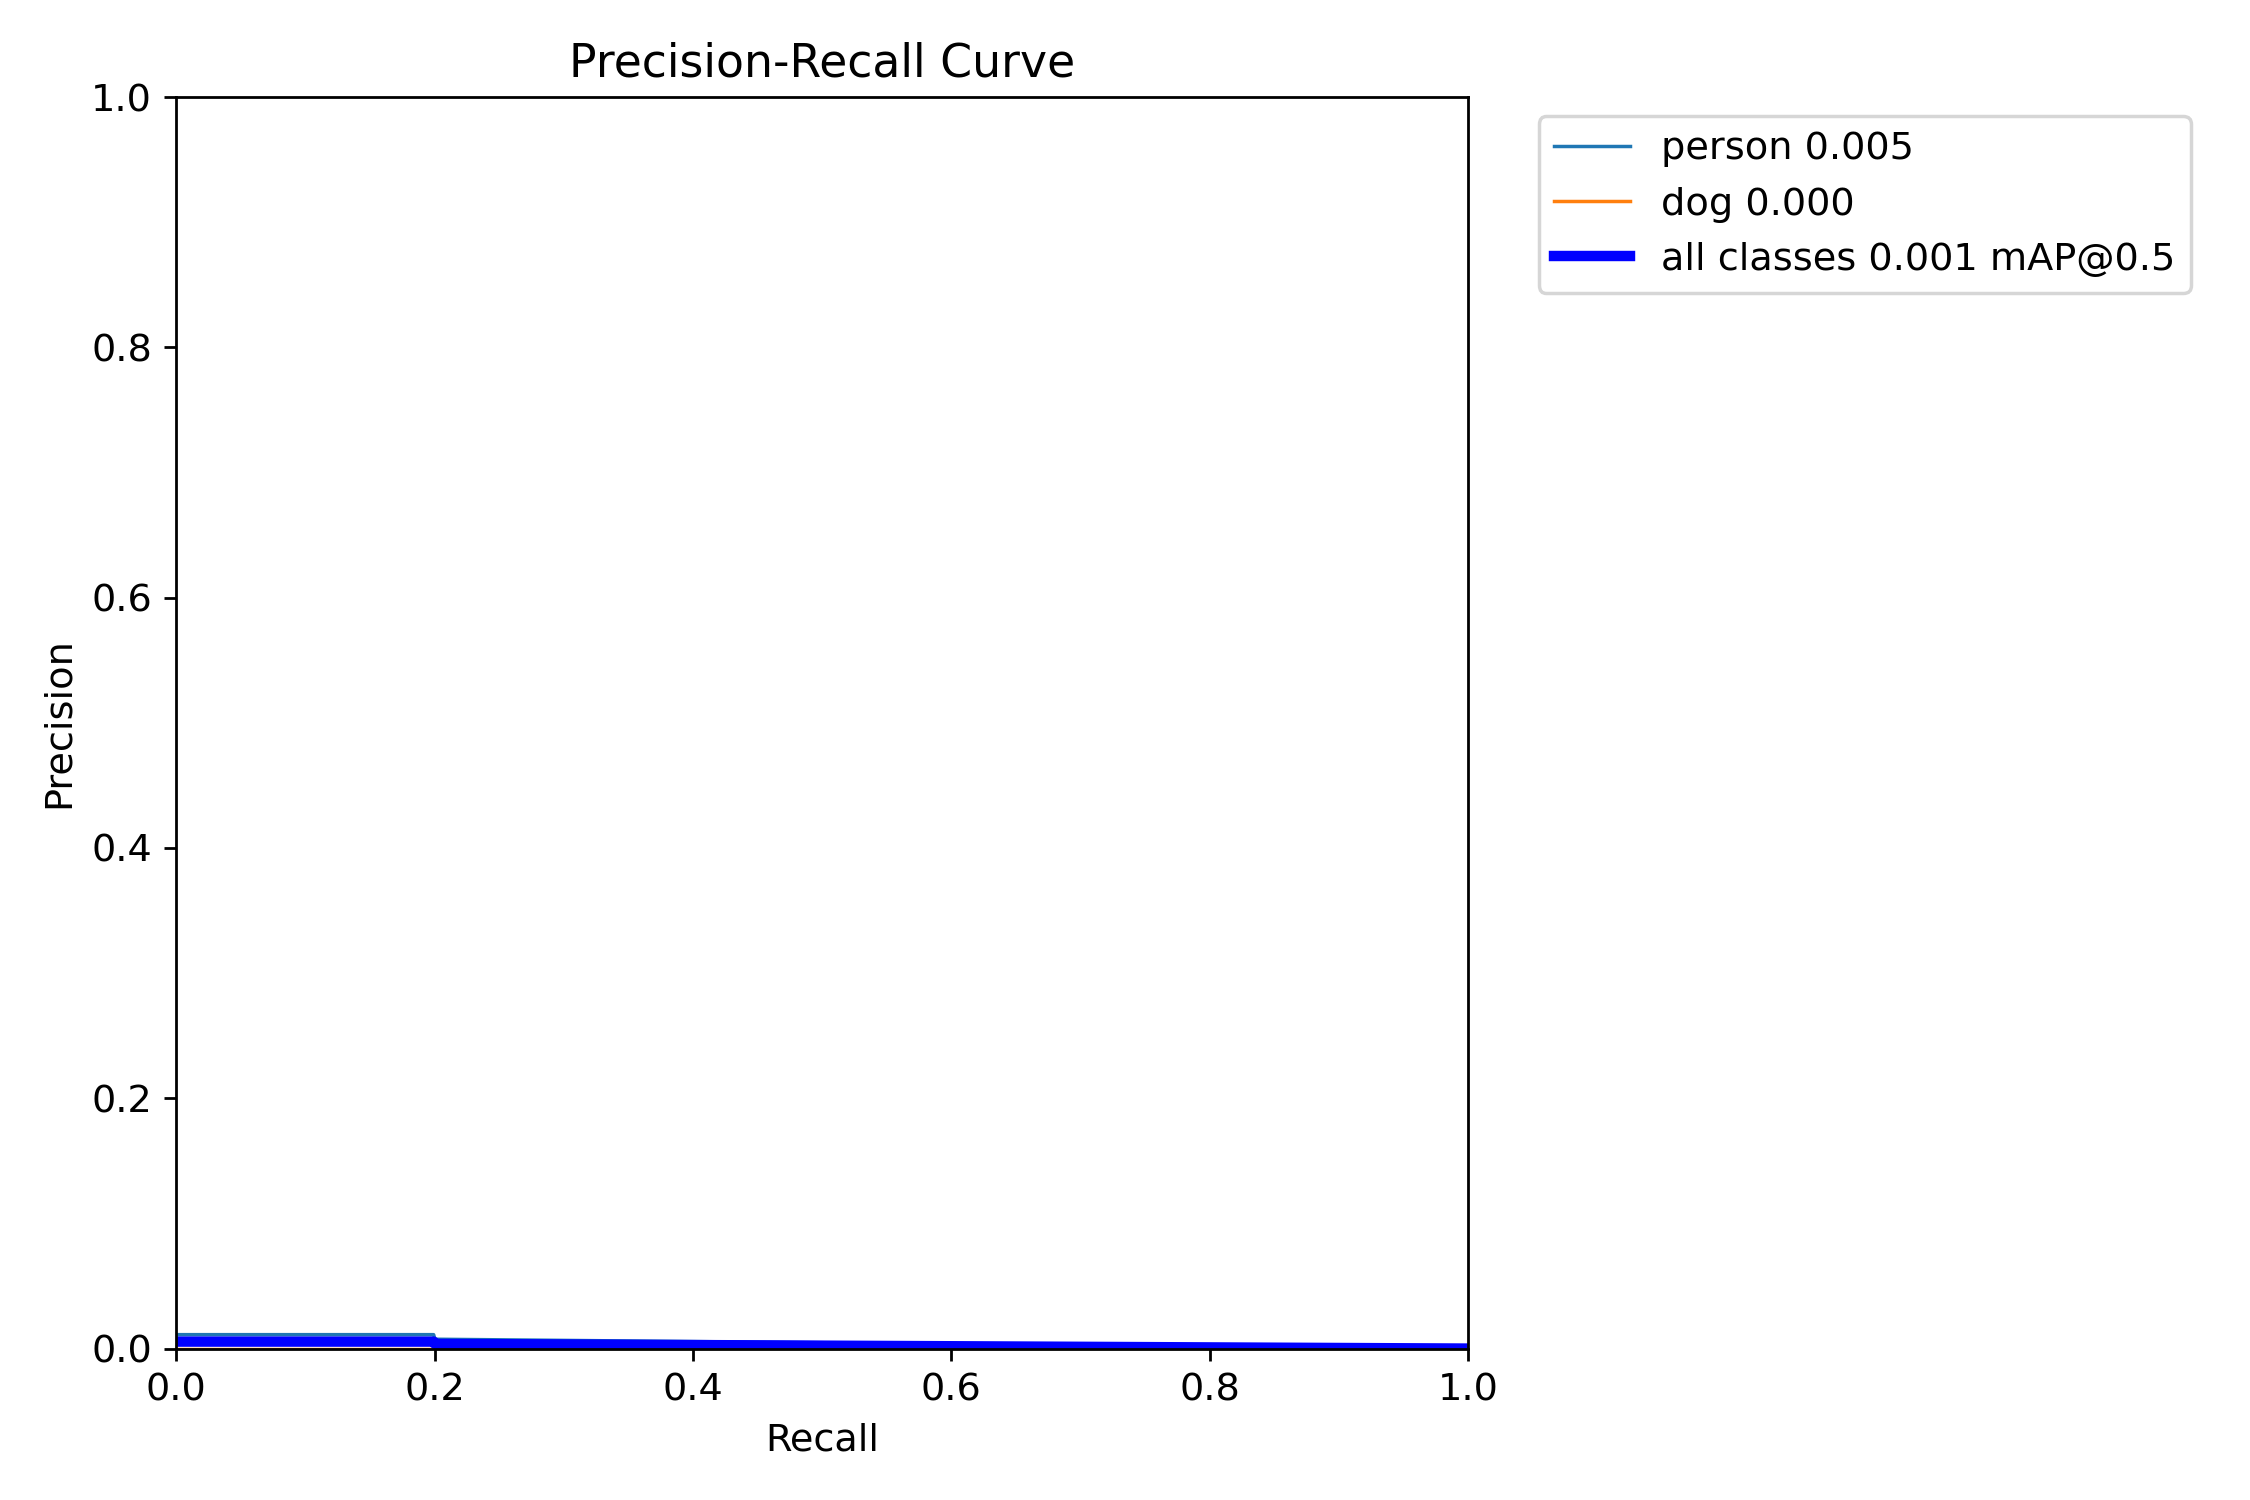 Precision-Recall Curve
1.0
0.8
0.6
0.4
0.2
0.0
Precision
0.0 0.2 0.4 0.6 0.8 1.0
Recall
person 0.005
dog 0.000
all classes 0.001 mAP@0.5